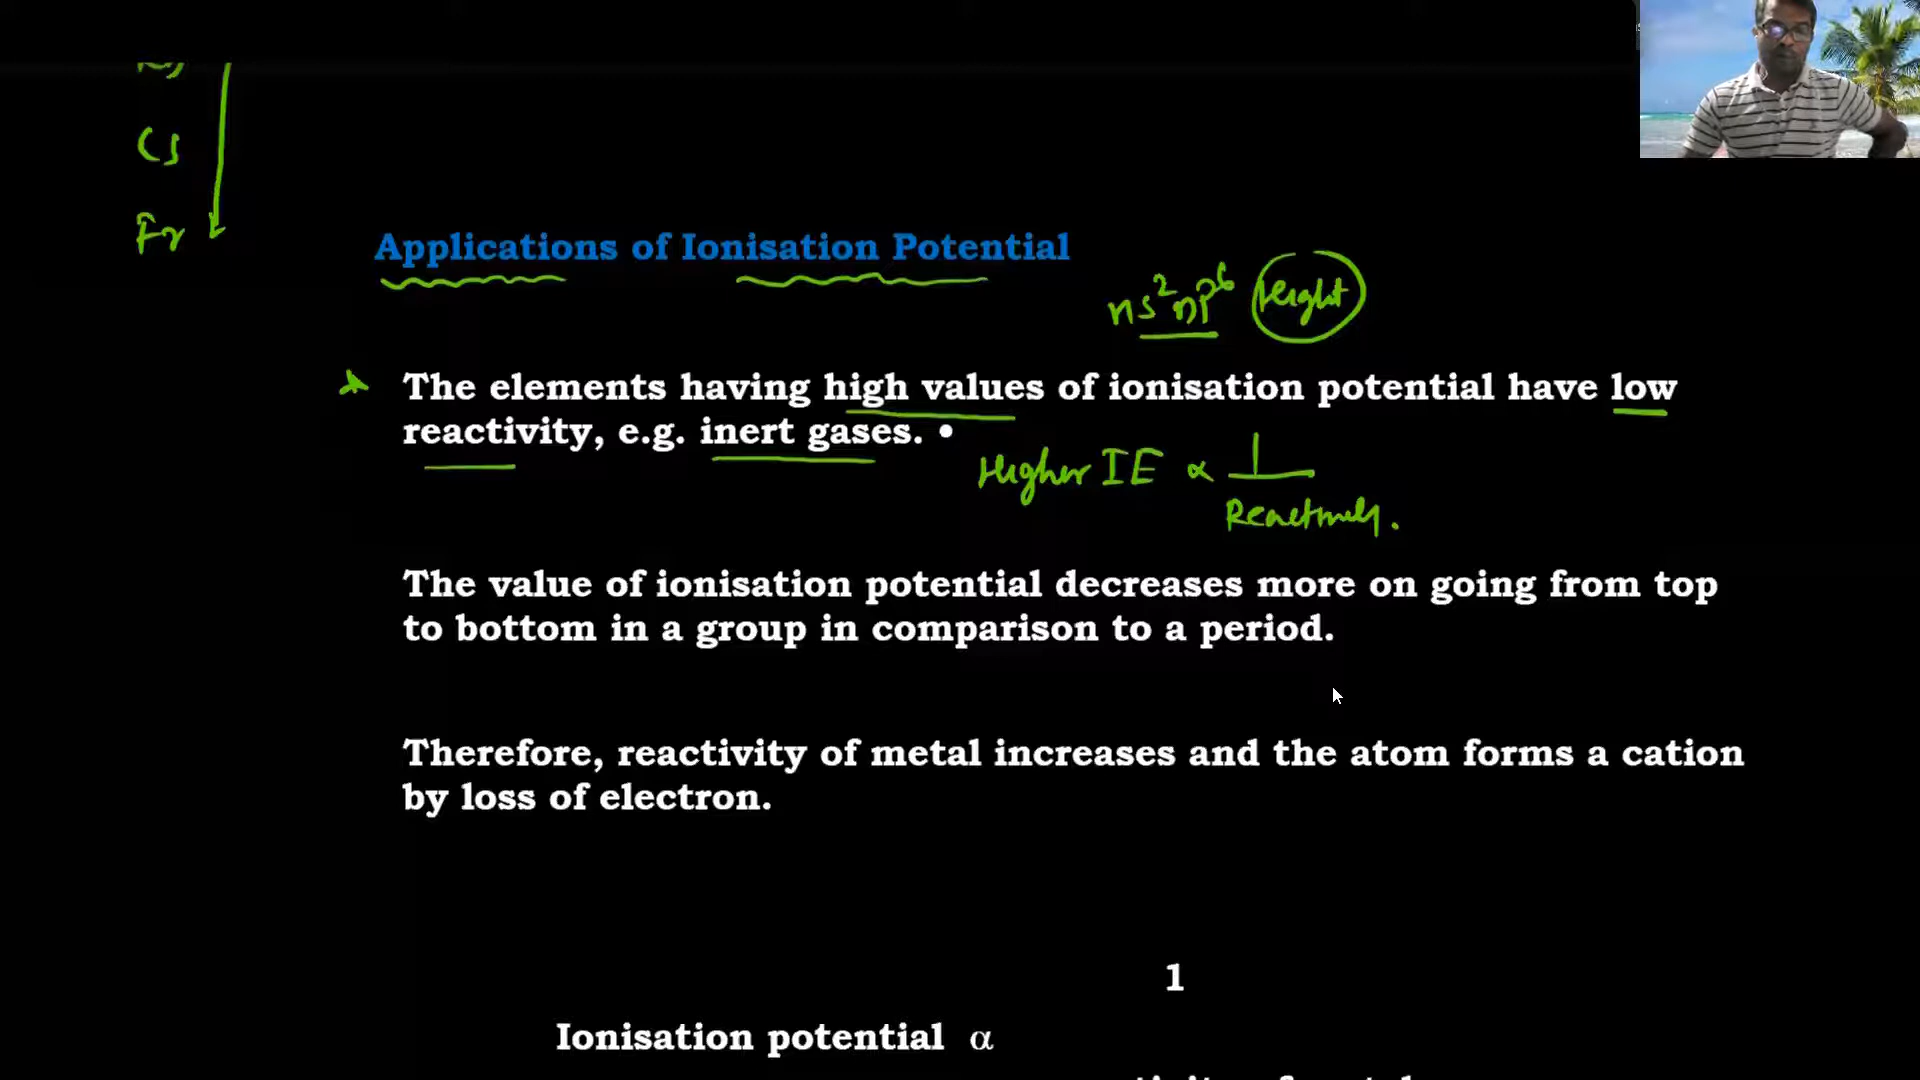 Cs
Fr
Applications of Ionisation Potential
ns²np⁶
The elements having high values of ionisation potential have low
reactivity, e.g. inert gases. •
Higher IE ∝ 1
Reactivity.
The value of ionisation potential decreases more on going from top
to bottom in a group in comparison to a period.
Therefore, reactivity of metal increases and the atom forms a cation
by loss of electron.
1
Ionisation potential α